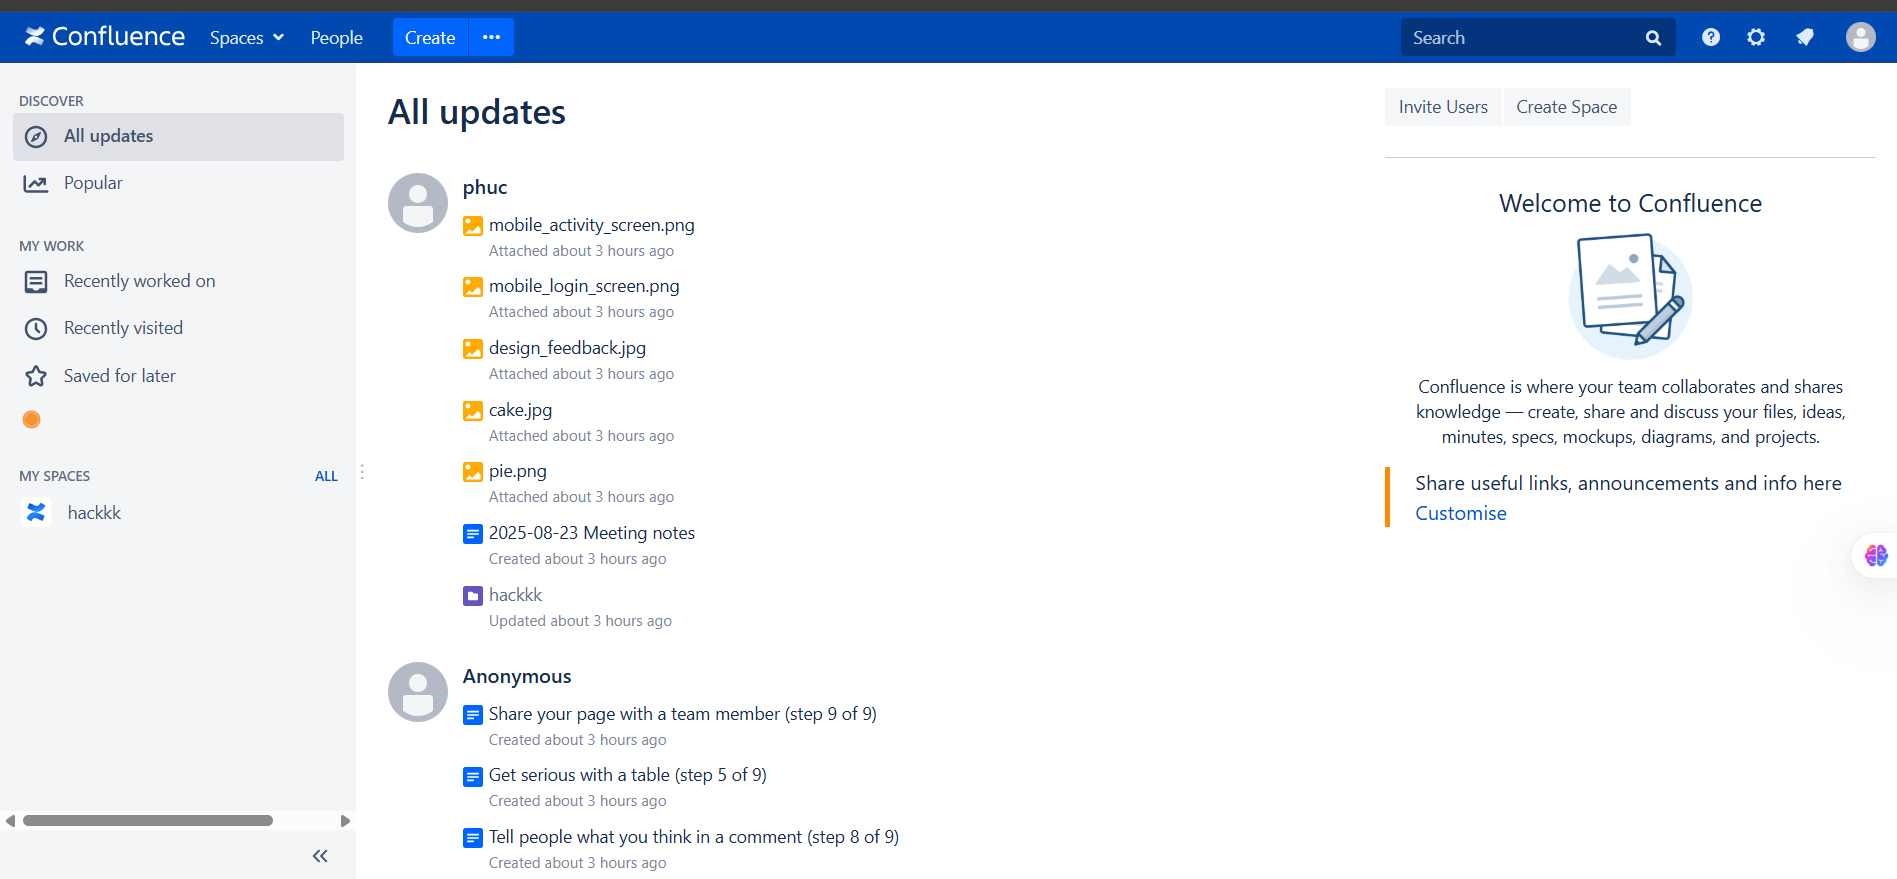 Confluence Spaces People Create ••• Search
DISCOVER
All updates
Popular
MY WORK
Recently worked on
Recently visited
Saved for later
MY SPACES ALL
hackkk
All updates
phuc
mobile_activity_screen.png
Attached about 3 hours ago
mobile_login_screen.png
Attached about 3 hours ago
design_feedback.jpg
Attached about 3 hours ago
cake.jpg
Attached about 3 hours ago
pie.png
Attached about 3 hours ago
2025-08-23 Meeting notes
Created about 3 hours ago
hackkk
Updated about 3 hours ago
Anonymous
Share your page with a team member (step 9 of 9)
Created about 3 hours ago
Get serious with a table (step 5 of 9)
Created about 3 hours ago
Tell people what you think in a comment (step 8 of 9)
Created about 3 hours ago
Invite Users Create Space
Welcome to Confluence
Confluence is where your team collaborates and shares
knowledge — create, share and discuss your files, ideas,
minutes, specs, mockups, diagrams, and projects.
Share useful links, announcements and info here
Customise